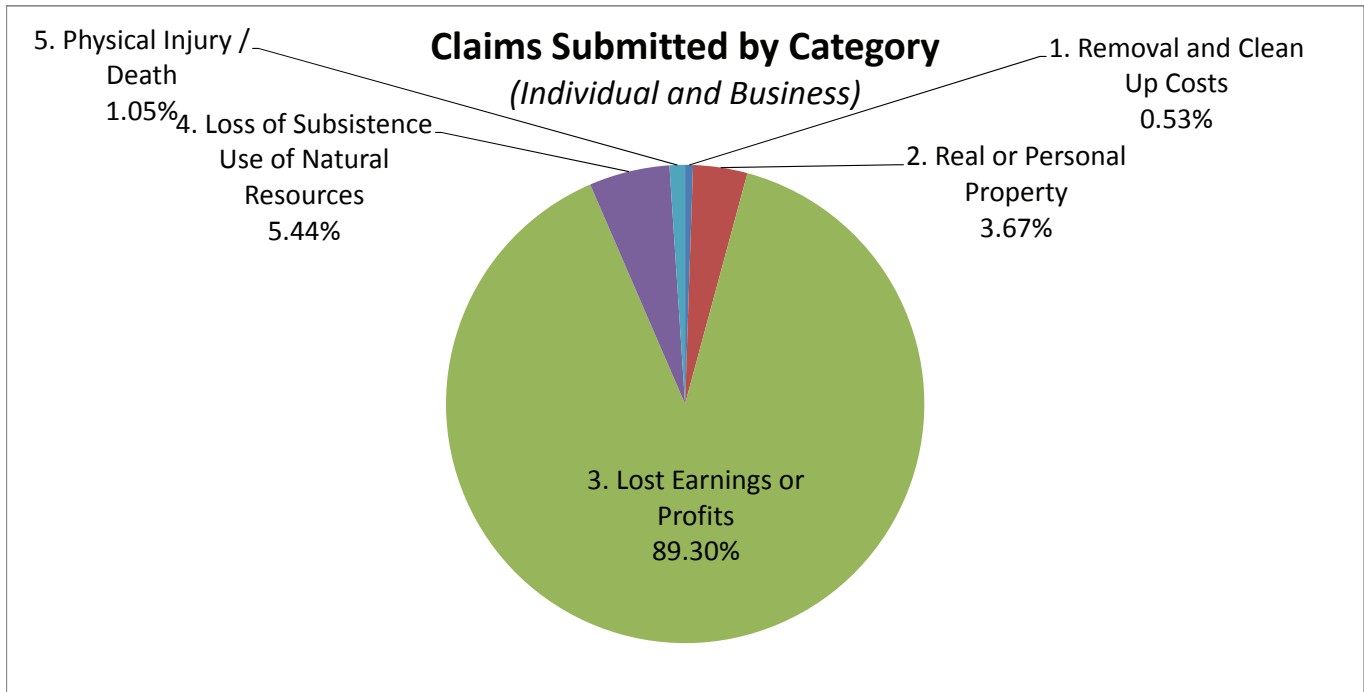 Claims Submitted by Category
(Individual and Business)
5. Physical Injury /
Death
1.05%
1. Removal and Clean
Up Costs
0.53%
4. Loss of Subsistence
Use of Natural
Resources
5.44%
2. Real or Personal
Property
3.67%
3. Lost Earnings or
Profits
89.30%